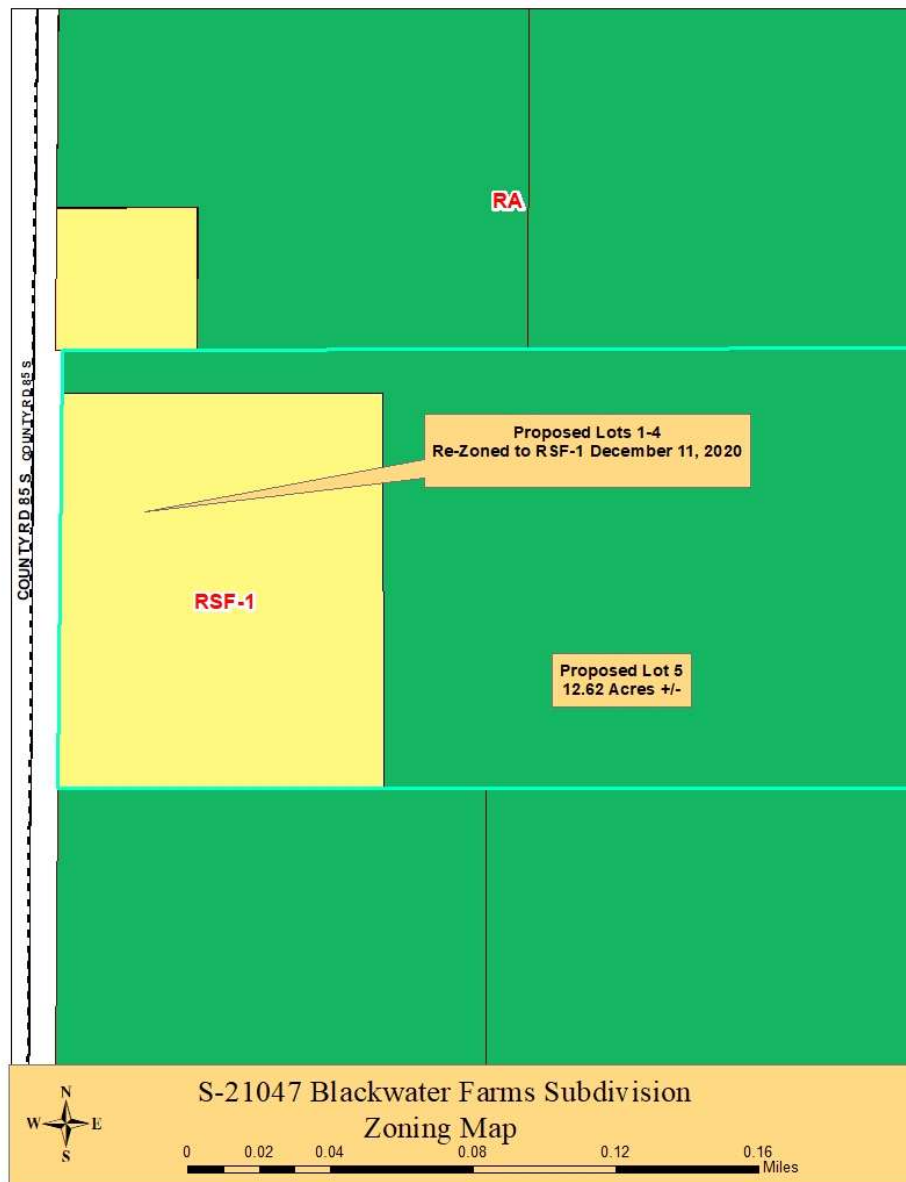 RA
COUNTY RD 85 S
COUNTY RD 85 S
Proposed Lots 1-4
Re-Zoned to RSF-1 December 11, 2020
RSF-1
Proposed Lot 5
12.62 Acres +/-
S-21047 Blackwater Farms Subdivision
Zoning Map
N
W E
S
0 0.02 0.04 0.08 0.12 0.16
Miles